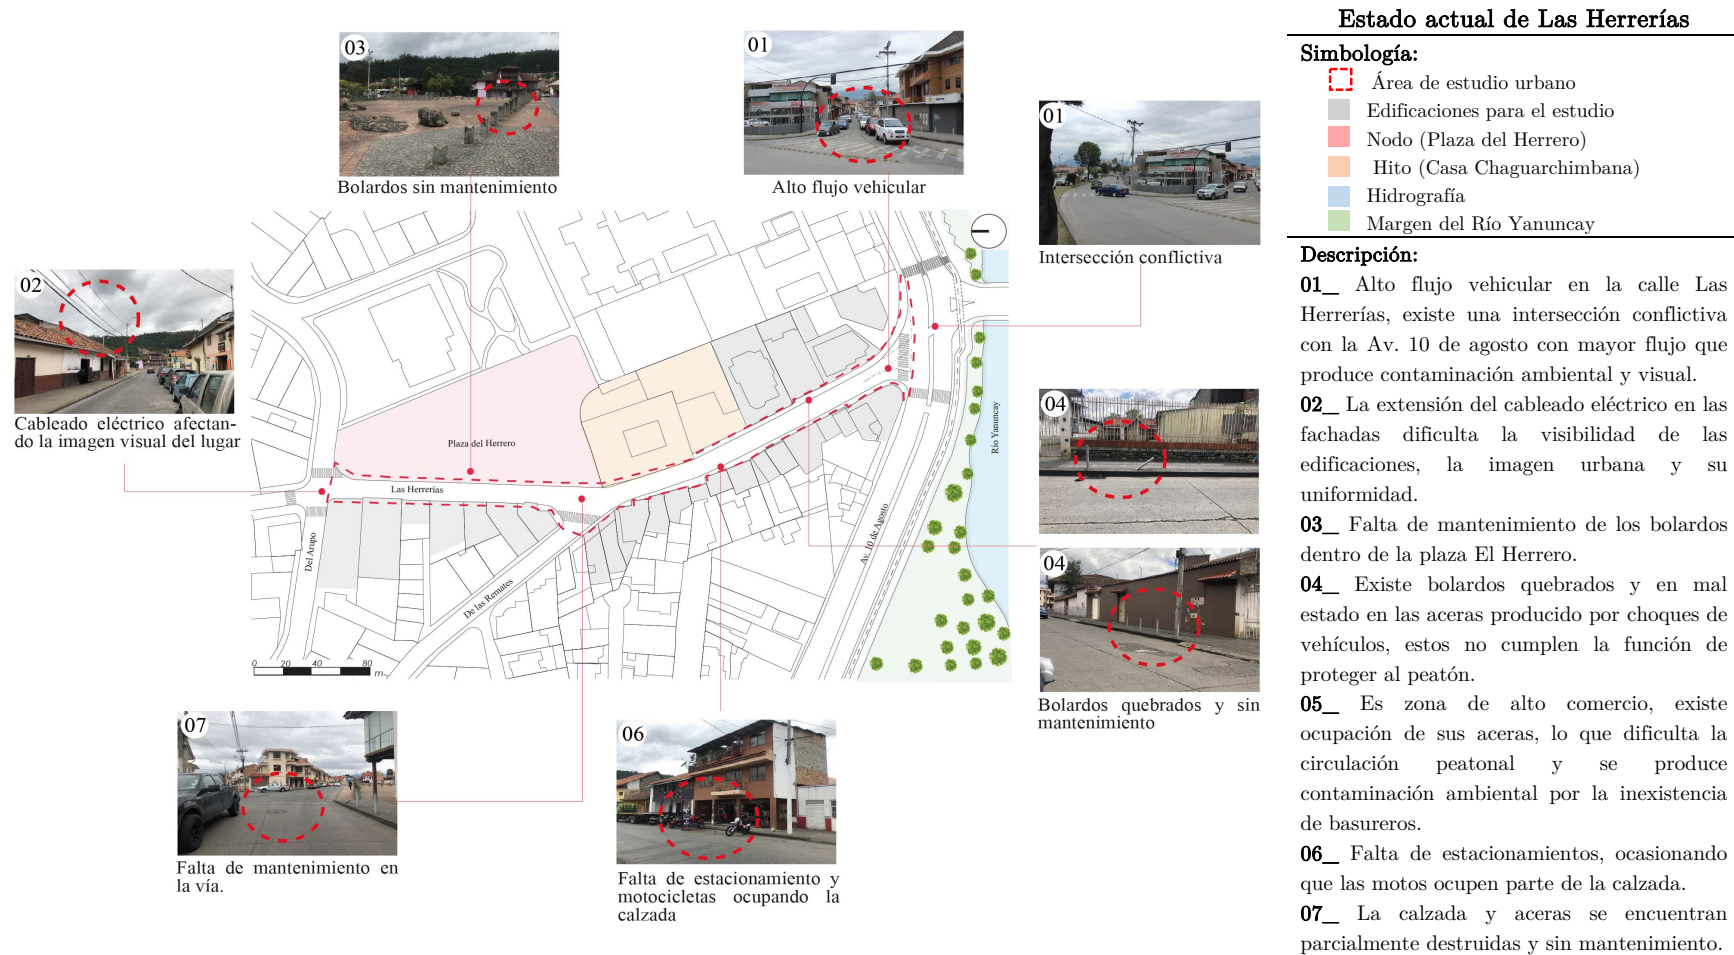 03
Bolardos sin mantenimiento
01
Alto flujo vehicular
01
Intersección conflictiva
02
Cableado eléctrico afectan-
do la imagen visual del lugar
Plaza del Herrero
Las Herrerías
Del Arupo
De las Remates
Av. 10 de Agosto
Río Yanuncay
0 20 40 80
m
04
04
Bolardos quebrados y sin
mantenimiento
07
Falta de mantenimiento en
la vía.
06
Falta de estacionamiento y
motocicletas ocupando la
calzada
Estado actual de Las Herrerías
Simbología:
Área de estudio urbano
Edificaciones para el estudio
Nodo (Plaza del Herrero)
Hito (Casa Chaguarchimbana)
Hidrografía
Margen del Río Yanuncay
Descripción:
01_ Alto flujo vehicular en la calle Las
Herrerías, existe una intersección conflictiva
con la Av. 10 de agosto con mayor flujo que
produce contaminación ambiental y visual.
02_ La extensión del cableado eléctrico en las
fachadas dificulta la visibilidad de las
edificaciones, la imagen urbana y su
uniformidad.
03_ Falta de mantenimiento de los bolardos
dentro de la plaza El Herrero.
04_ Existe bolardos quebrados y en mal
estado en las aceras producido por choques de
vehículos, estos no cumplen la función de
proteger al peatón.
05_ Es zona de alto comercio, existe
ocupación de sus aceras, lo que dificulta la
circulación peatonal y se produce
contaminación ambiental por la inexistencia
de basureros.
06_ Falta de estacionamientos, ocasionando
que las motos ocupen parte de la calzada.
07_ La calzada y aceras se encuentran
parcialmente destruidas y sin mantenimiento.